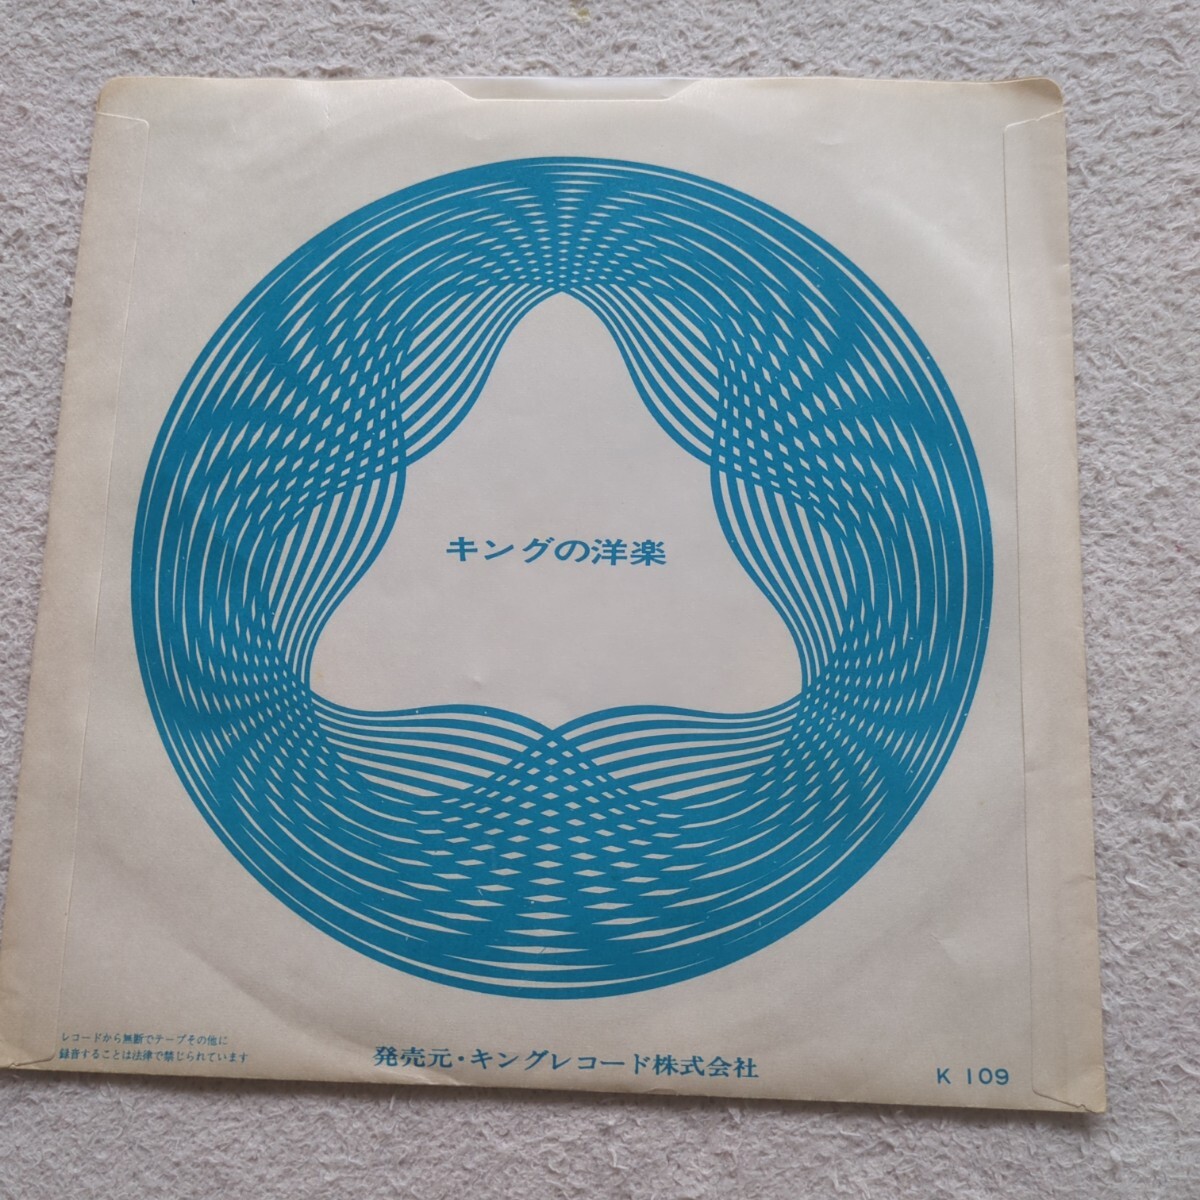 キングの洋楽
レコードから無断でテープその他に
録音することは法律で禁じられています
発売元・キングレコード株式会社
K 109